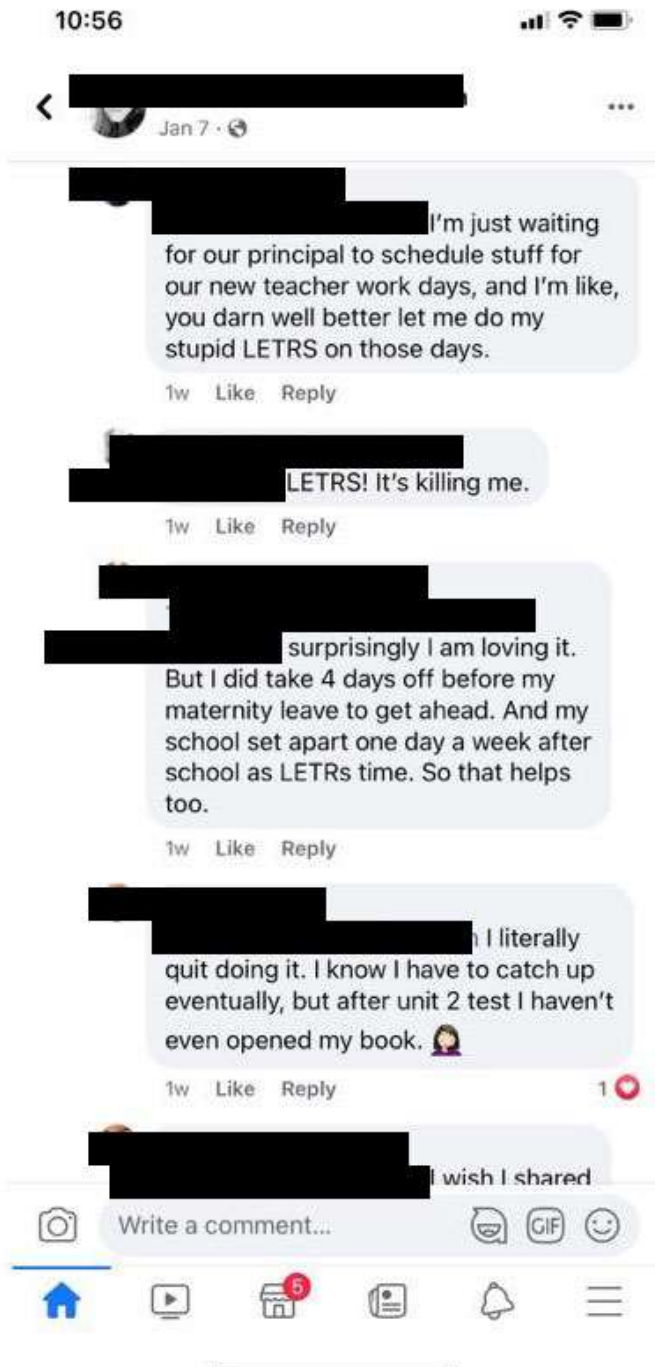 10:56
Jan 7 ·
I'm just waiting
for our principal to schedule stuff for
our new teacher work days, and I'm like,
you darn well better let me do my
stupid LETRS on those days.
1w Like Reply
LETRS! It's killing me.
1w Like Reply
surprisingly I am loving it.
But I did take 4 days off before my
maternity leave to get ahead. And my
school set apart one day a week after
school as LETRs time. So that helps
too.
1w Like Reply
I literally
quit doing it. I know I have to catch up
eventually, but after unit 2 test I haven't
even opened my book. 🤦🏻‍♀️
1w Like Reply 1
I wish I shared
Write a comment... GIF
5